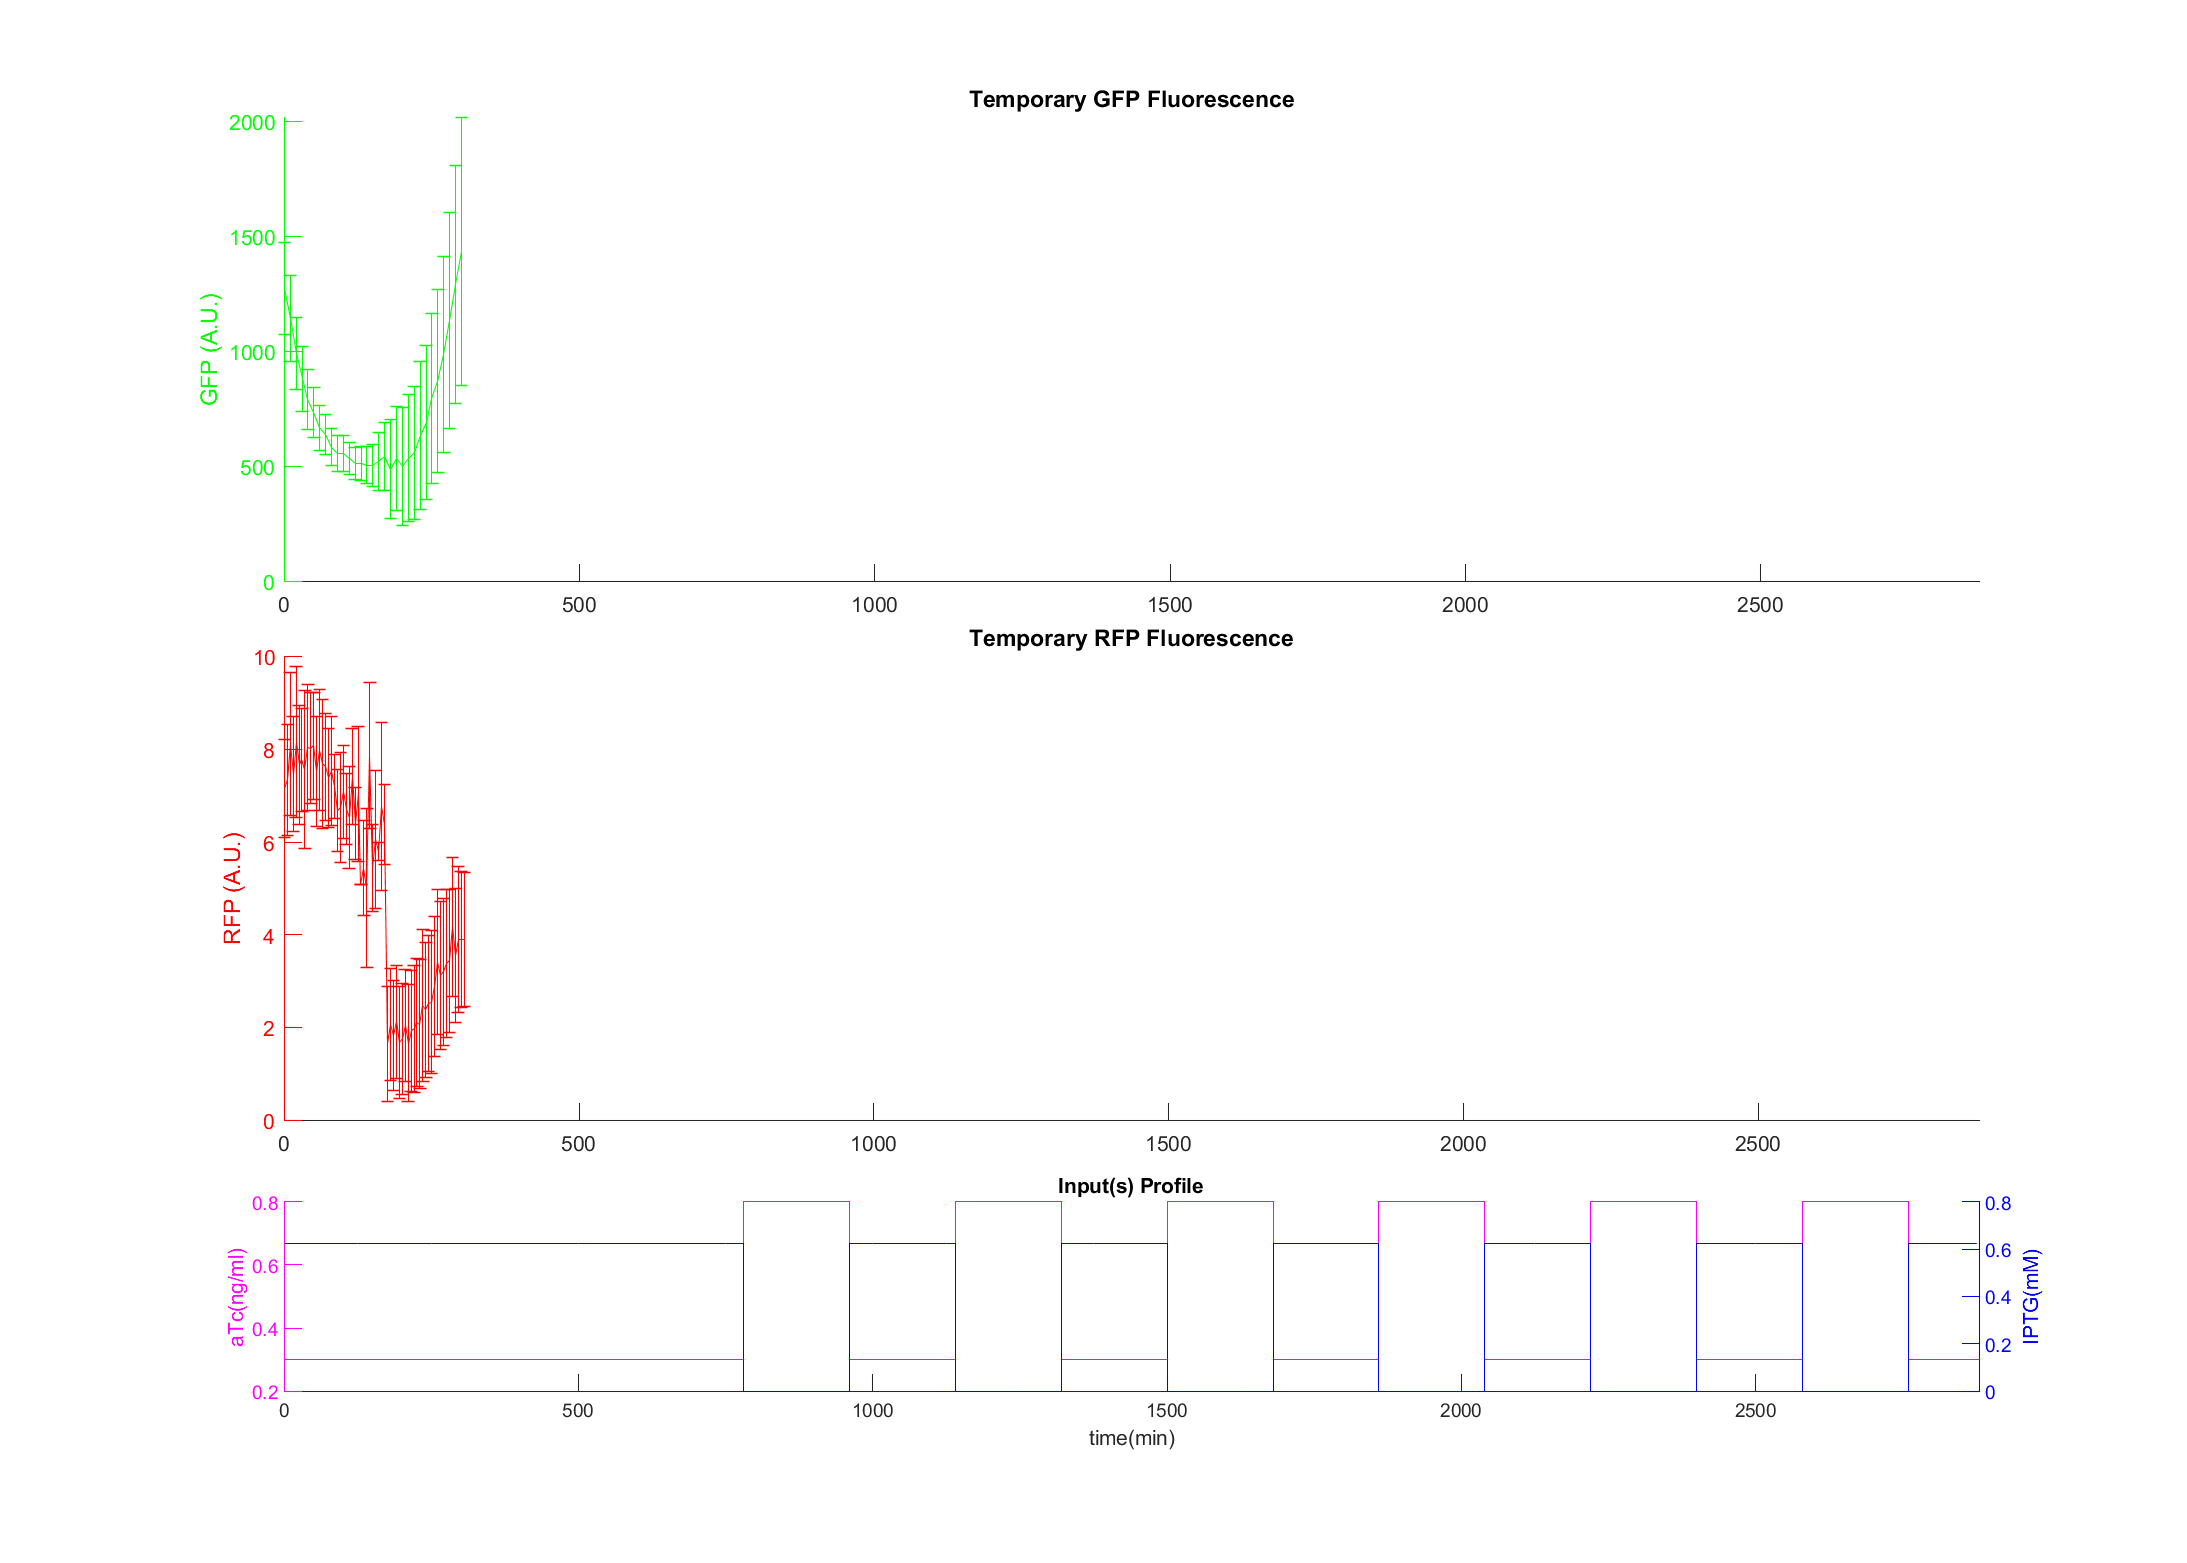 Temporary GFP Fluorescence
2000
1500
1000
500
0
GFP (A.U.)
0 500 1000 1500 2000 2500
Temporary RFP Fluorescence
10
8
6
4
2
0
RFP (A.U.)
0 500 1000 1500 2000 2500
Input(s) Profile
0.8
0.6
0.4
0.2
aTc(ng/ml)
0.8
0.6
0.4
0.2
0
IPTG(mM)
0 500 1000 1500 2000 2500
time(min)